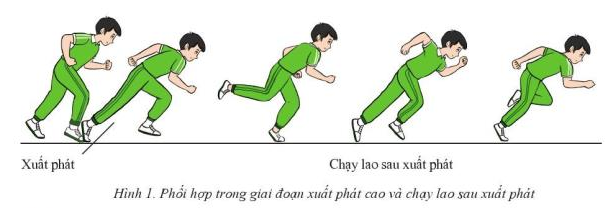 Xuất phát
Chạy lao sau xuất phát
Hình 1. Phối hợp trong giai đoạn xuất phát cao và chạy lao sau xuất phát